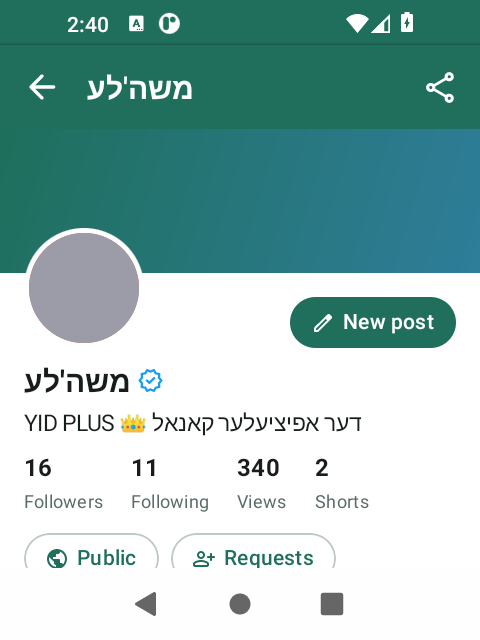 2:40
משה'לע
New post
משה'לע
דער אפיציעלער קאנאל 👑 YID PLUS
16 11 340 2
Followers Following Views Shorts
Public Requests